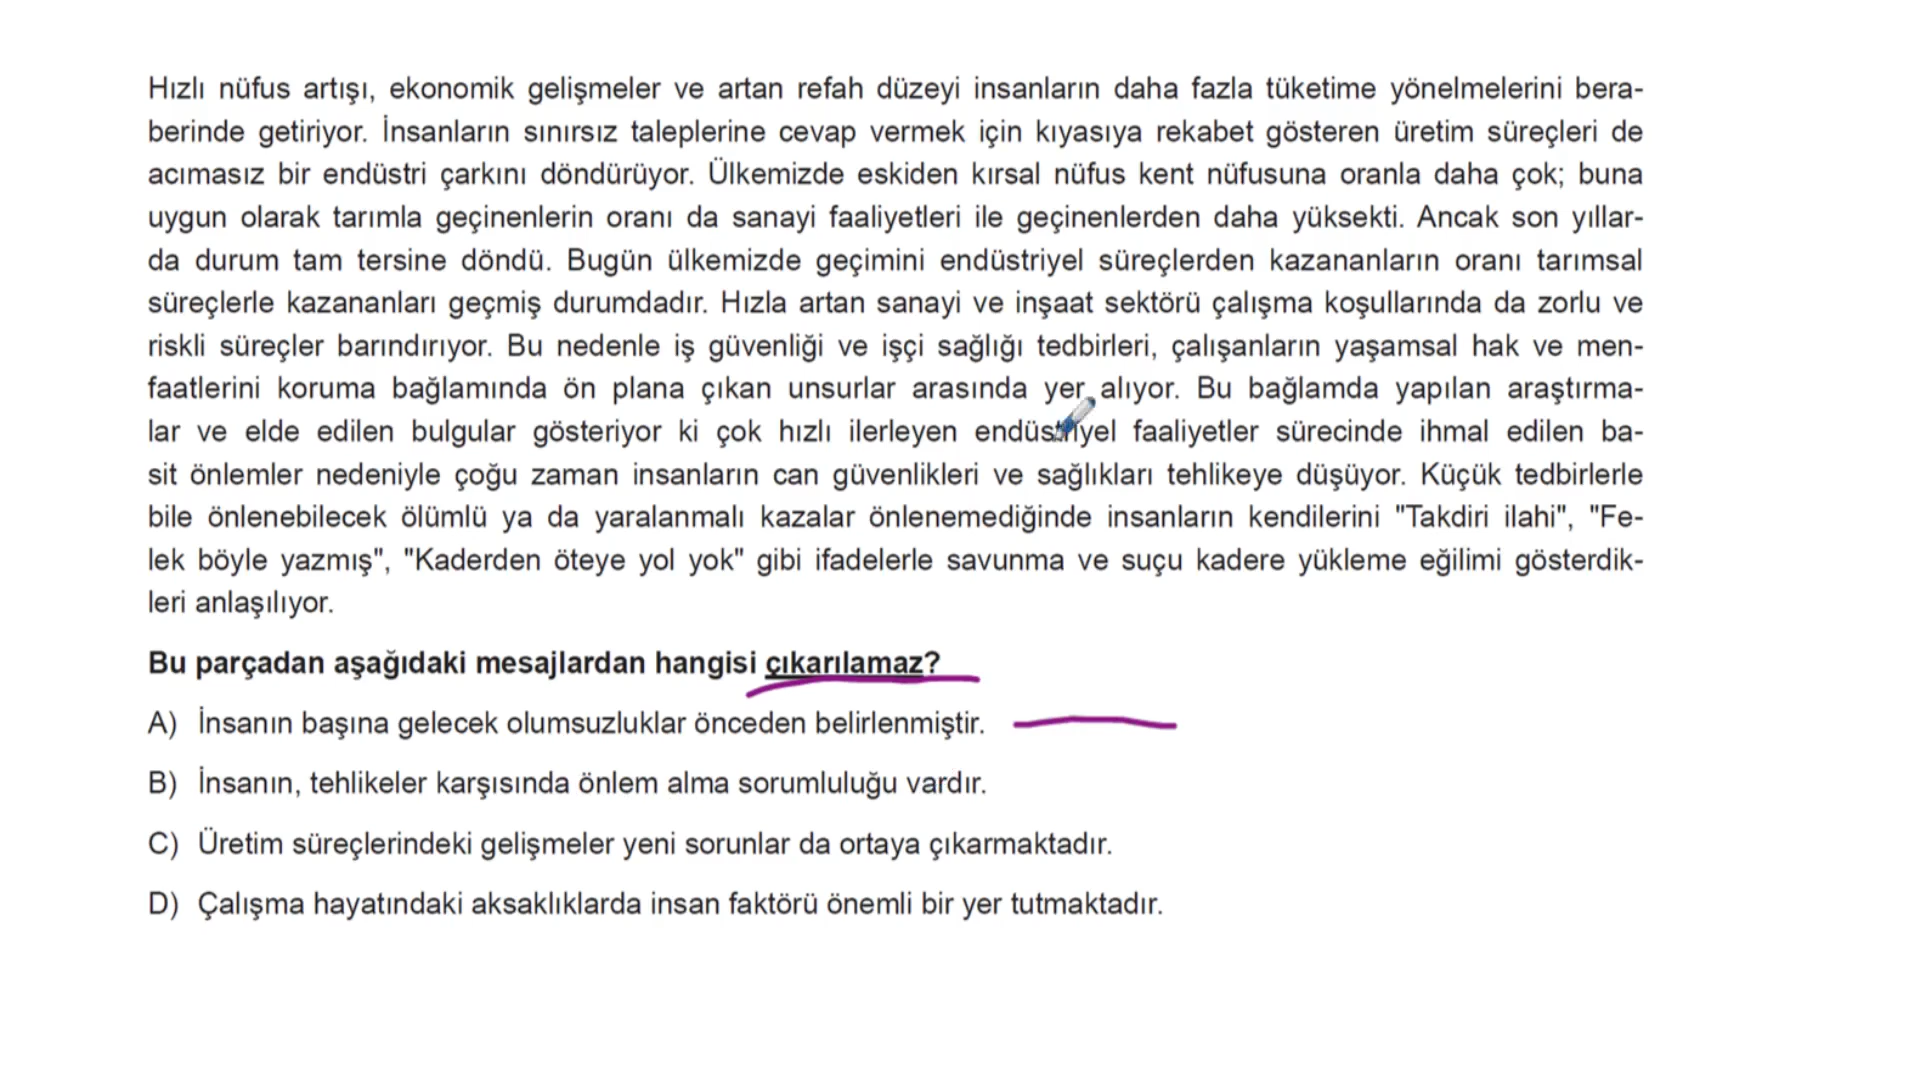 Hızlı nüfus artışı, ekonomik gelişmeler ve artan refah düzeyi insanların daha fazla tüketime yönelmelerini bera-
berinde getiriyor. İnsanların sınırsız taleplerine cevap vermek için kıyasıya rekabet gösteren üretim süreçleri de
acımasız bir endüstri çarkını döndürüyor. Ülkemizde eskiden kırsal nüfus kent nüfusuna oranla daha çok; buna
uygun olarak tarımla geçinenlerin oranı da sanayi faaliyetleri ile geçinenlerden daha yüksekti. Ancak son yıllar-
da durum tam tersine döndü. Bugün ülkemizde geçimini endüstriyel süreçlerden kazananların oranı tarımsal
süreçlerle kazananları geçmiş durumdadır. Hızla artan sanayi ve inşaat sektörü çalışma koşullarında da zorlu ve
riskli süreçler barındırıyor. Bu nedenle iş güvenliği ve işçi sağlığı tedbirleri, çalışanların yaşamsal hak ve men-
faatlerini koruma bağlamında ön plana çıkan unsurlar arasında yer alıyor. Bu bağlamda yapılan araştırma-
lar ve elde edilen bulgular gösteriyor ki çok hızlı ilerleyen endüstriyel faaliyetler sürecinde ihmal edilen ba-
sit önlemler nedeniyle çoğu zaman insanların can güvenlikleri ve sağlıkları tehlikeye düşüyor. Küçük tedbirlerle
bile önlenebilecek ölümlü ya da yaralanmalı kazalar önlenemediğinde insanların kendilerini "Takdiri ilahi", "Fe-
lek böyle yazmış", "Kaderden öteye yol yok" gibi ifadelerle savunma ve suçu kadere yükleme eğilimi gösterdik-
leri anlaşılıyor.
Bu parçadan aşağıdaki mesajlardan hangisi çıkarılamaz?
A) İnsanın başına gelecek olumsuzluklar önceden belirlenmiştir.
B) İnsanın, tehlikeler karşısında önlem alma sorumluluğu vardır.
C) Üretim süreçlerindeki gelişmeler yeni sorunlar da ortaya çıkarmaktadır.
D) Çalışma hayatındaki aksaklıklarda insan faktörü önemli bir yer tutmaktadır.